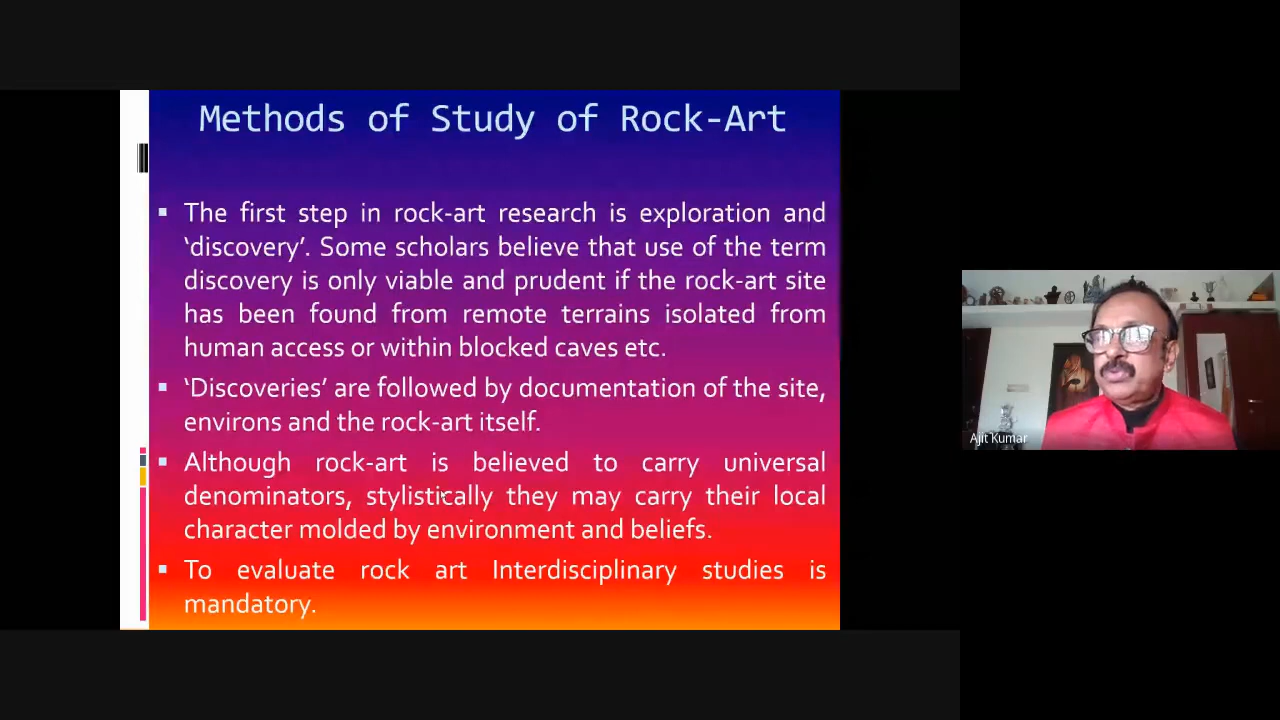 Methods of Study of Rock-Art
▪ The first step in rock-art research is exploration and
‘discovery’. Some scholars believe that use of the term
discovery is only viable and prudent if the rock-art site
has been found from remote terrains isolated from
human access or within blocked caves etc.
▪ ‘Discoveries’ are followed by documentation of the site,
environs and the rock-art itself.
▪ Although rock-art is believed to carry universal
denominators, stylistically they may carry their local
character molded by environment and beliefs.
▪ To evaluate rock art Interdisciplinary studies is
mandatory.
Ajit Kumar